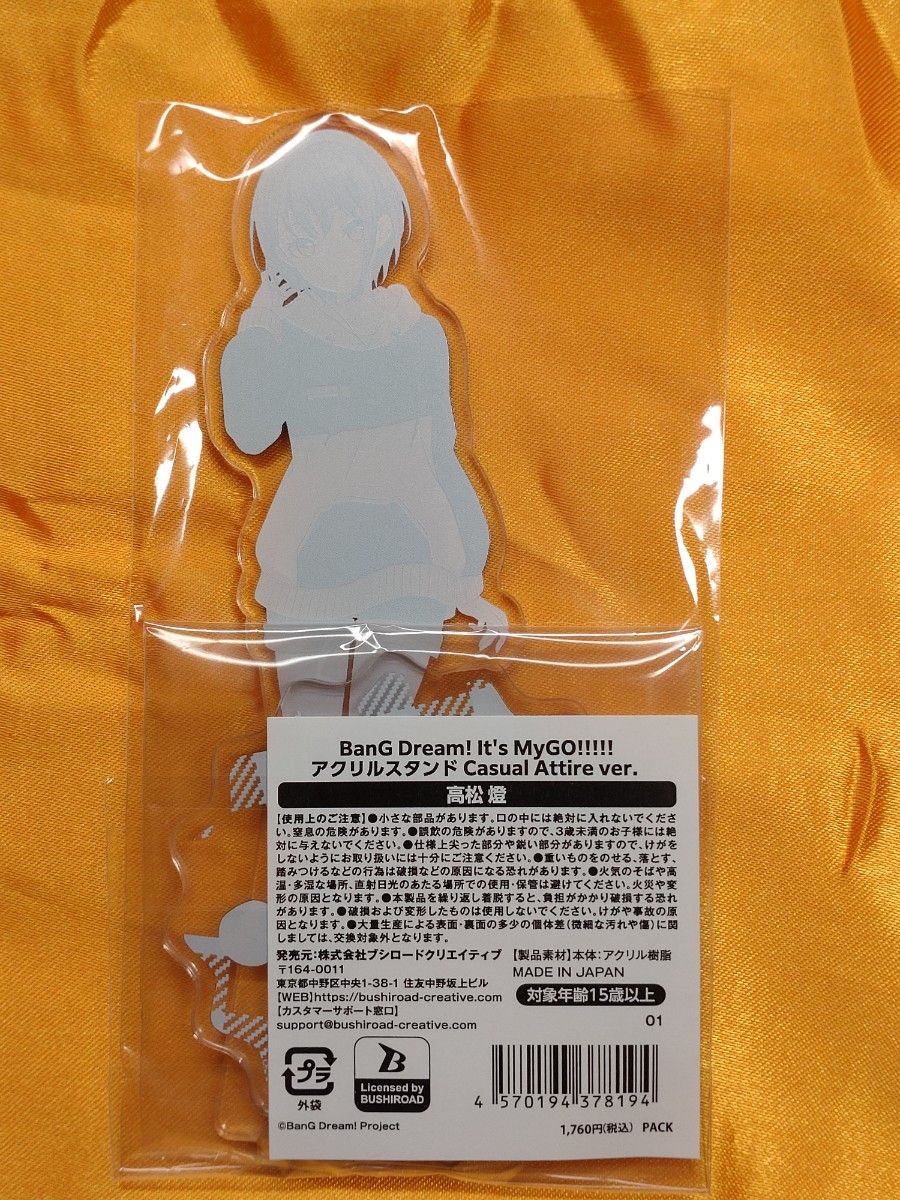 BanG Dream! It's MyGO!!!!!
アクリルスタンド Casual Attire ver.
高松 燈
【使用上のご注意】●小さな部品があります。口の中には絶対に入れないでくださ
い。窒息の危険があります。●誤飲の危険がありますので、3歳未満のお子様には絶
対に与えないでください。●仕様上尖った部分や鋭い部分がありますので、けがを
しないようにお取り扱いには十分にご注意ください。●重いものをのせる、落とす、
踏みつけるなどの行為は破損などの原因になる恐れがあります。●火気のそばや高
温・多湿な場所、直射日光のあたる場所での使用・保管は避けてください。火災や変
形の原因となります。●本製品を繰り返し着脱すると、負担がかかり破損する恐れ
があります。●破損および変形したものは使用しないでください。けがや事故の原
因となります。●大量生産による表面・裏面の多少の個体差(微細な汚れや傷)に関
しましては、交換対象外となります。
発売元:株式会社ブシロードクリエイティブ
〒164-0011
東京都中野区中央1-38-1 住友中野坂上ビル
【WEB】https://bushiroad-creative.com
【カスタマーサポート窓口】
support@bushiroad-creative.com
【製品素材】本体:アクリル樹脂
MADE IN JAPAN
対象年齢15歳以上
01
プラ
外袋
B
Licensed by
BUSHIROAD
4 570194 378194
©BanG Dream! Project
1,760円(税込) PACK